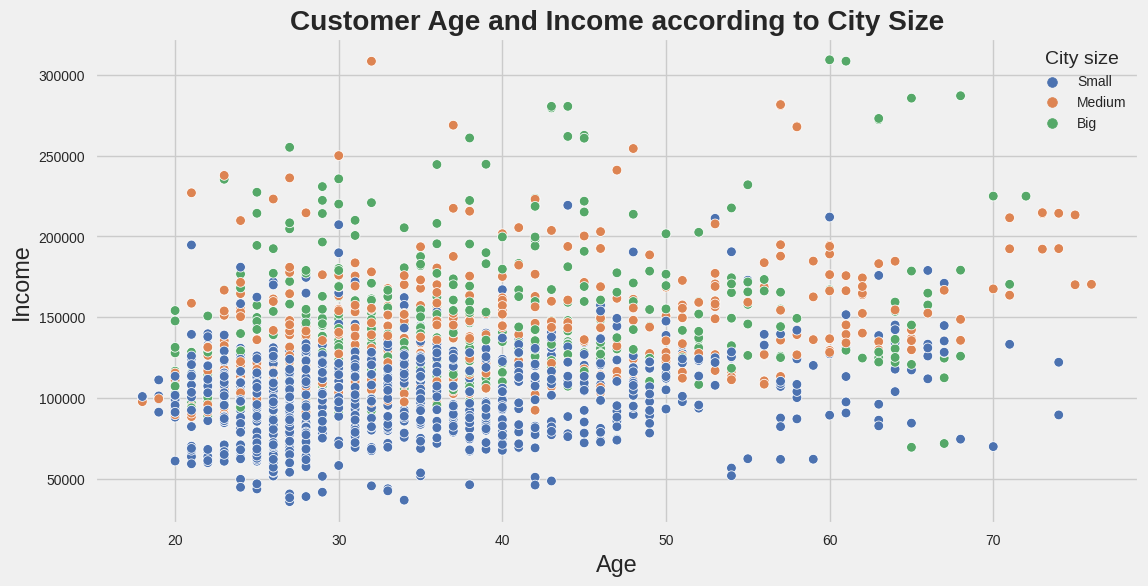 Customer Age and Income according to City Size
City size
Small
Medium
Big
Income
300000
250000
200000
150000
100000
50000
20
30
40
50
60
70
Age